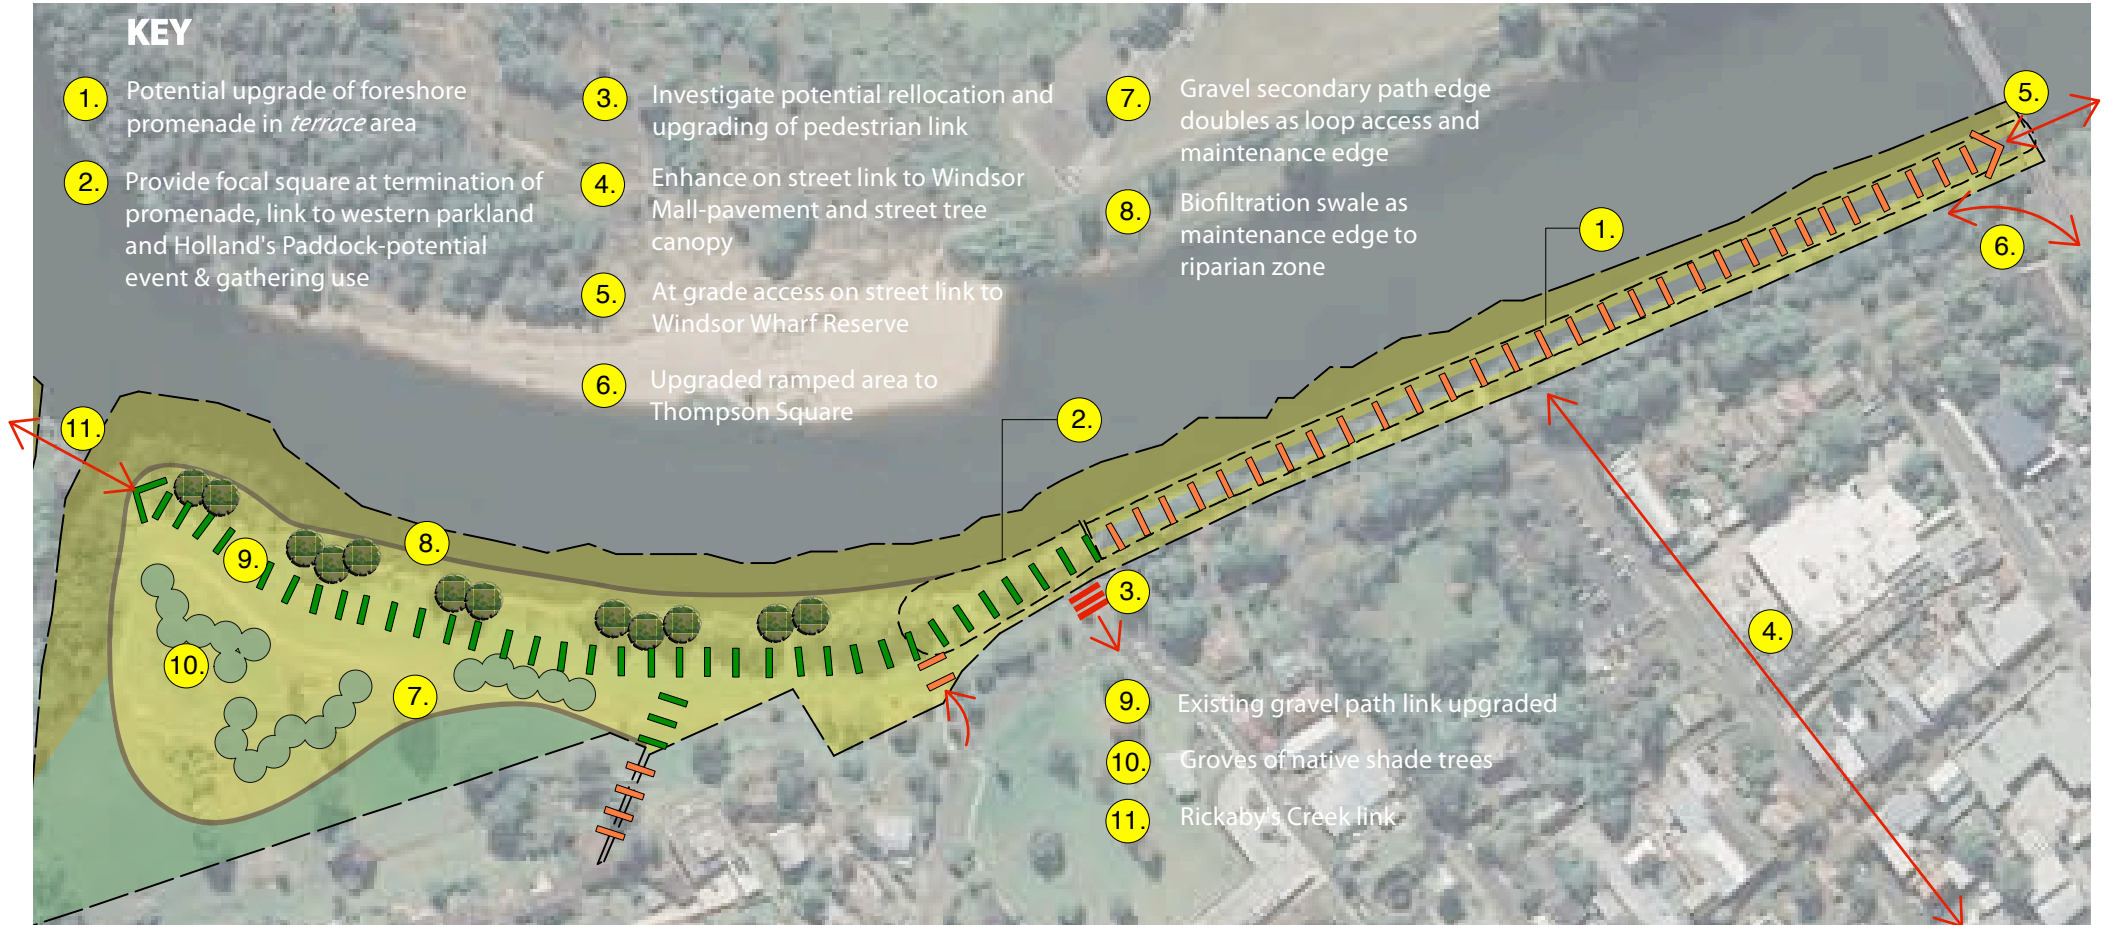 KEY
1.
Potential upgrade of foreshore
promenade in terrace area
2.
Provide focal square at termination of
promenade, link to western parkland
and Holland's Paddock-potential
event & gathering use
3.
Investigate potential rellocation and
upgrading of pedestrian link
4.
Enhance on street link to Windsor
Mall-pavement and street tree
canopy
5.
At grade access on street link to
Windsor Wharf Reserve
6.
Upgraded ramped area to
Thompson Square
7.
Gravel secondary path edge
doubles as loop access and
maintenance edge
8.
Biofiltration swale as
maintenance edge to
riparian zone
9.
Existing gravel path link upgraded
10.
Groves of native shade trees
11.
Rickaby's Creek link
5.
1.
6.
2.
11.
8.
9.
3.
4.
10.
7.